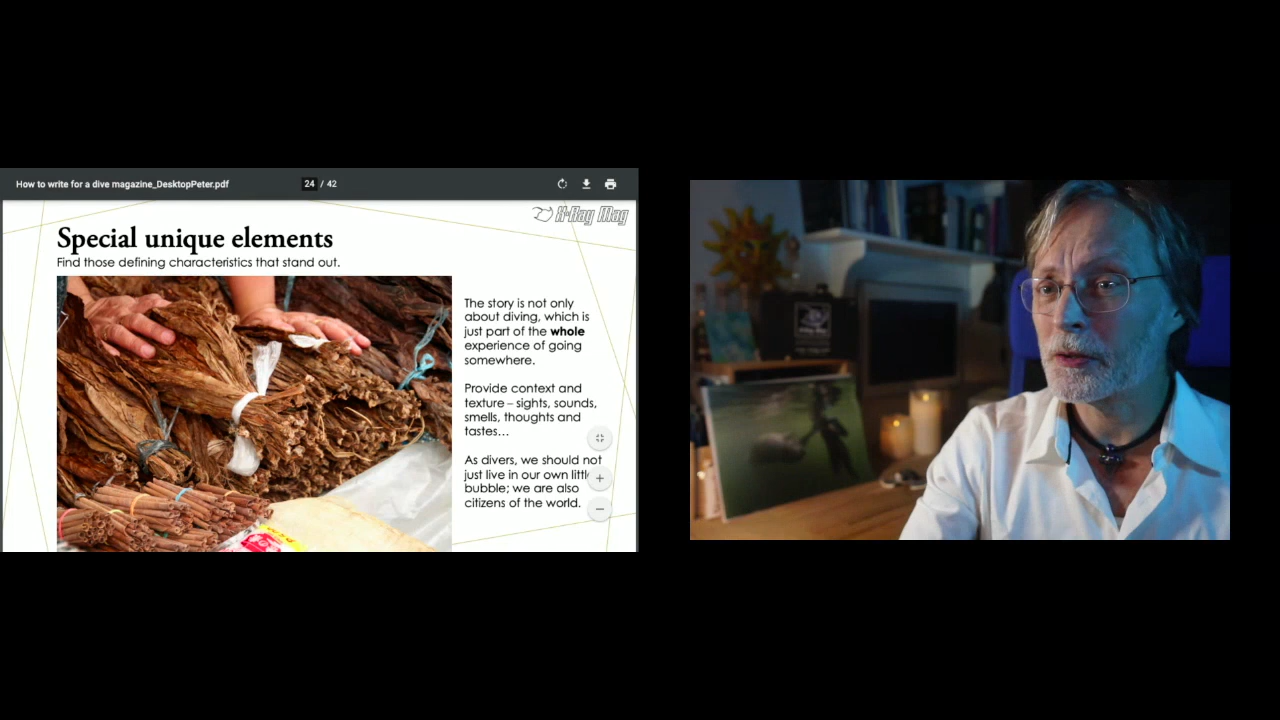 How to write for a dive magazine_DesktopPeter.pdf
24 / 42
X-Ray Mag
Special unique elements
Find those defining characteristics that stand out.
The story is not only
about diving, which is
just part of the whole
experience of going
somewhere.
Provide context and
texture – sights, sounds,
smells, thoughts and
tastes...
As divers, we should not
just live in our own little
bubble; we are also
citizens of the world.